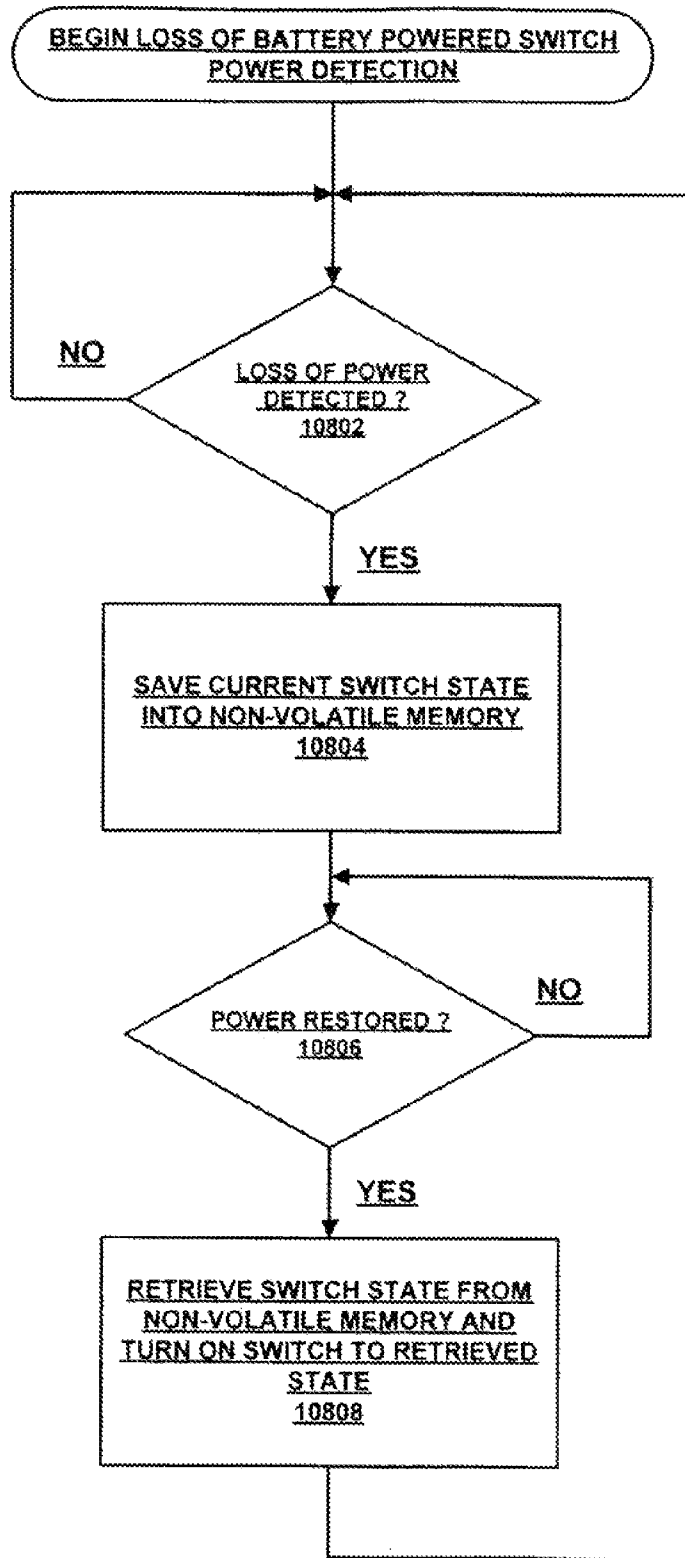 BEGIN LOSS OF BATTERY POWERED SWITCH
POWER DETECTION
NO
LOSS OF POWER
DETECTED ?
10802
YES
SAVE CURRENT SWITCH STATE
INTO NON-VOLATILE MEMORY
10804
NO
POWER RESTORED ?
10806
YES
RETRIEVE SWITCH STATE FROM
NON-VOLATILE MEMORY AND
TURN ON SWITCH TO RETRIEVED
STATE
10808